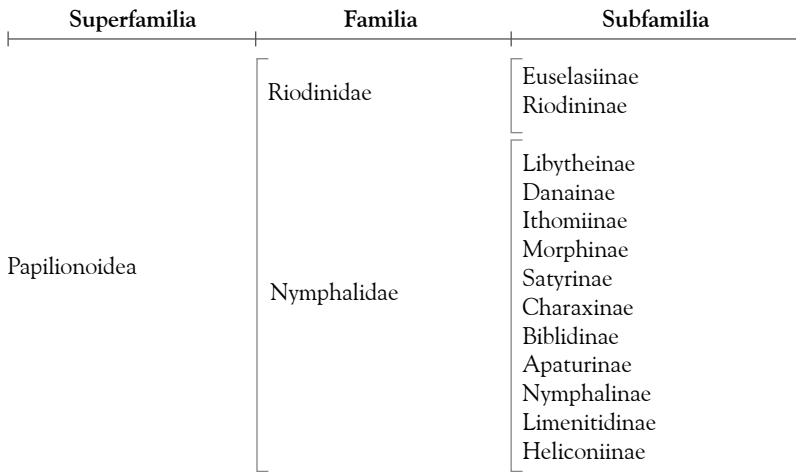 Superfamilia Familia Subfamilia
Riodinidae
Euselasiinae
Riodininae
Papilionoidea
Nymphalidae
Libytheinae
Danainae
Ithomiinae
Morphinae
Satyrinae
Charaxinae
Biblidinae
Apaturinae
Nymphalinae
Limenitidinae
Heliconiinae